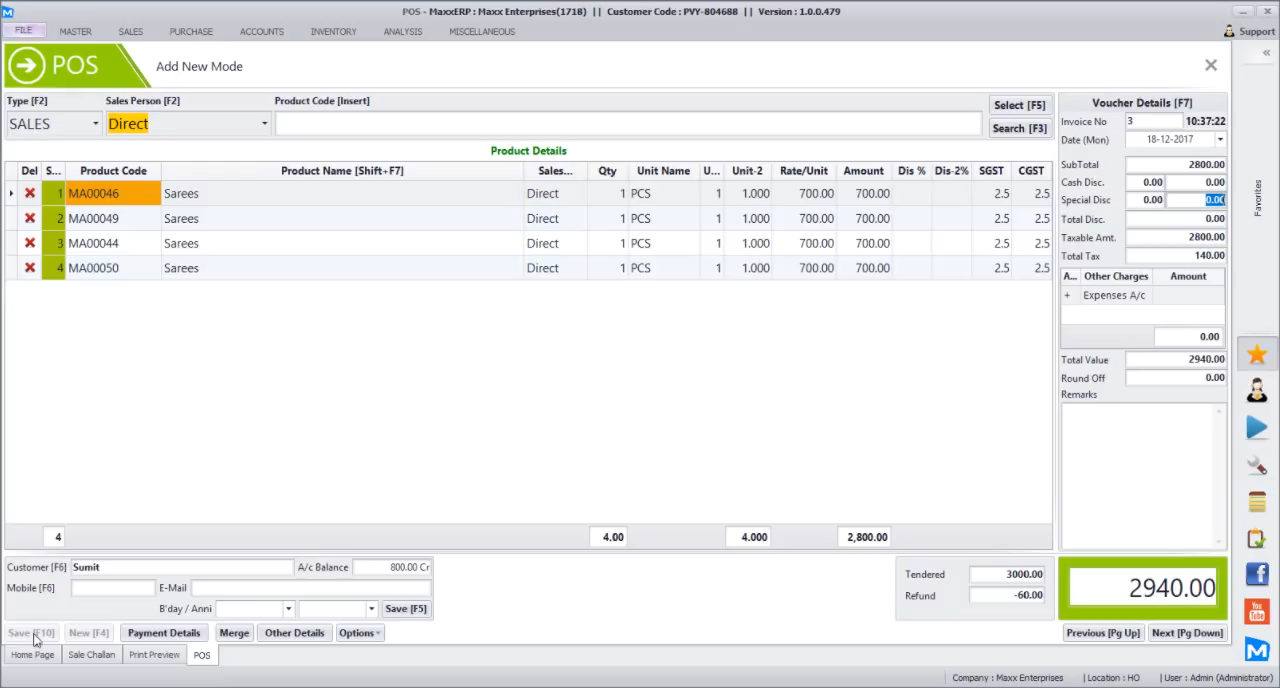 POS - MaxxERP : Maxx Enterprises(1718) || Customer Code : PVY-804688 || Version : 1.0.0.479
FILE MASTER SALES PURCHASE ACCOUNTS INVENTORY ANALYSIS MISCELLANEOUS Support
POS Add New Mode
Type [F2] Sales Person [F2] Product Code [Insert]
SALES Direct
Select [F5]
Search [F3]
Product Details
Del S... Product Code Product Name [Shift+F7] Sales... Qty Unit Name U... Unit-2 Rate/Unit Amount Dis % Dis-2% SGST CGST
1 MA00046 Sarees Direct 1 PCS 1 1.000 700.00 700.00 2.5 2.5
2 MA00049 Sarees Direct 1 PCS 1 1.000 700.00 700.00 2.5 2.5
3 MA00044 Sarees Direct 1 PCS 1 1.000 700.00 700.00 2.5 2.5
4 MA00050 Sarees Direct 1 PCS 1 1.000 700.00 700.00 2.5 2.5
4 4.00 4.000 2,800.00
Voucher Details [F7]
Invoice No 3 10:37:22
Date (Mon) 18-12-2017
SubTotal 2800.00
Cash Disc. 0.00 0.00
Special Disc 0.00 0.00
Total Disc. 0.00
Taxable Amt. 2800.00
Total Tax 140.00
A... Other Charges Amount
+ Expenses A/c
0.00
Total Value 2940.00
Round Off 0.00
Remarks
Favorites
Customer [F6] Sumit A/c Balance 800.00 Cr
Mobile [F6] E-Mail
B'day / Anni Save [F5]
Tendered 3000.00
Refund -60.00
2940.00
Save [F10] New [F4] Payment Details Merge Other Details Options Previous [Pg Up] Next [Pg Down]
Home Page Sale Challan Print Preview POS
You Tube
Company : Maxx Enterprises | Location : HO | User : Admin (Administrator)